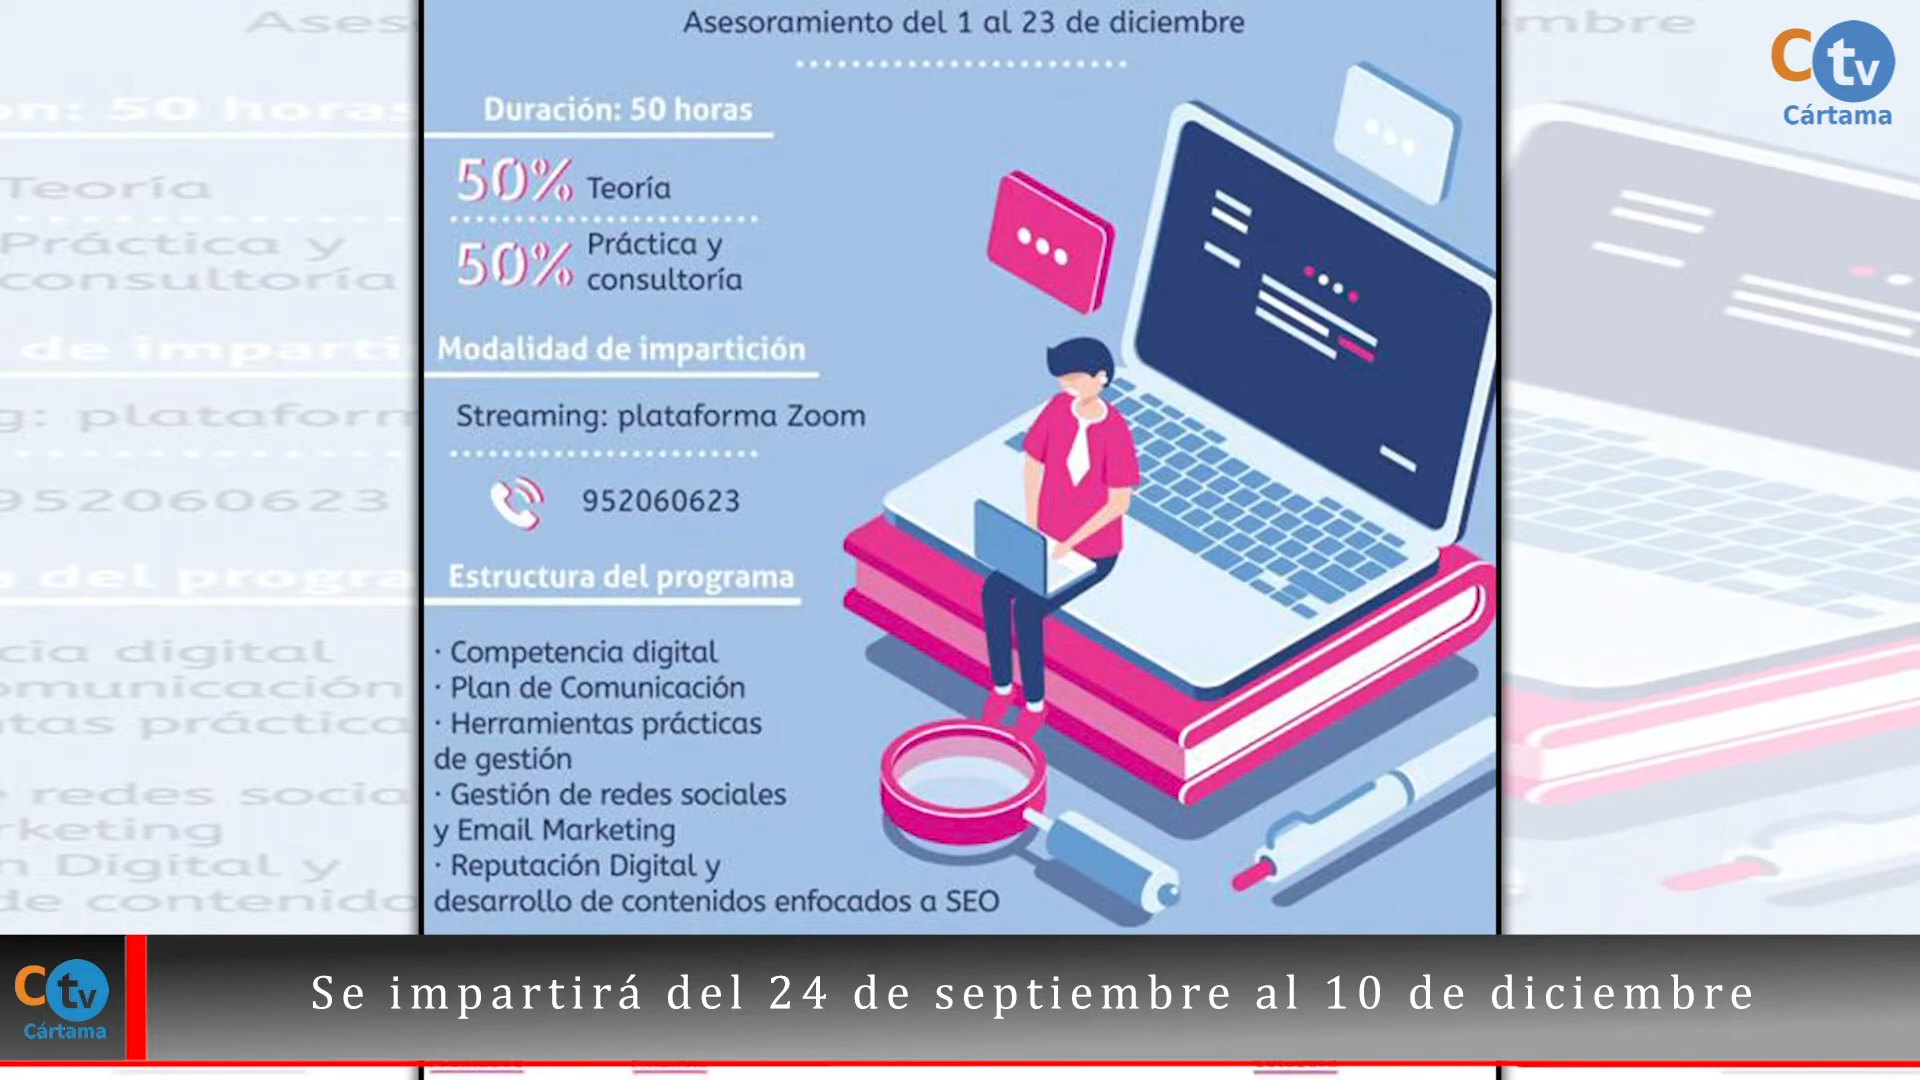 Asesoramiento del 1 al 23 de diciembre
Duración: 50 horas
50% Teoría
50% Práctica y
consultoría
Modalidad de impartición
Streaming: plataforma Zoom
952060623
Estructura del programa
· Competencia digital
· Plan de Comunicación
· Herramientas prácticas
de gestión
· Gestión de redes sociales
y Email Marketing
· Reputación Digital y
desarrollo de contenidos enfocados a SEO
Ctv
Cártama
Ctv
Cártama
Se impartirá del 24 de septiembre al 10 de diciembre